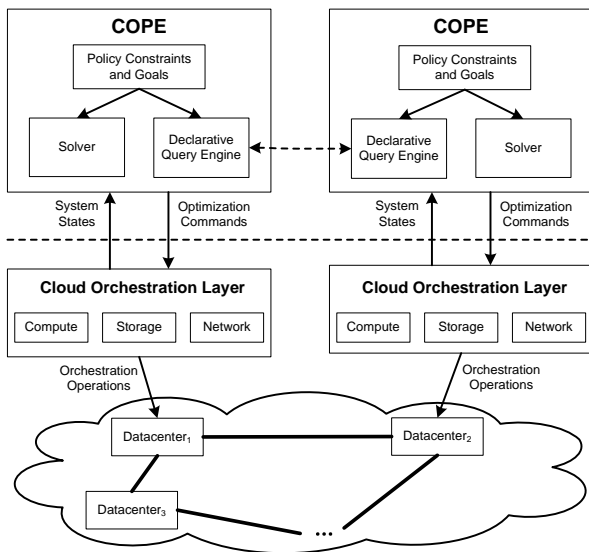 COPE
Policy Constraints
and Goals
Solver
Declarative
Query Engine
System
States
Optimization
Commands
Cloud Orchestration Layer
Compute
Storage
Network
Orchestration
Operations
COPE
Policy Constraints
and Goals
Declarative
Query Engine
Solver
System
States
Optimization
Commands
Cloud Orchestration Layer
Compute
Storage
Network
Orchestration
Operations
Datacenter₁
Datacenter₂
Datacenter₃
...